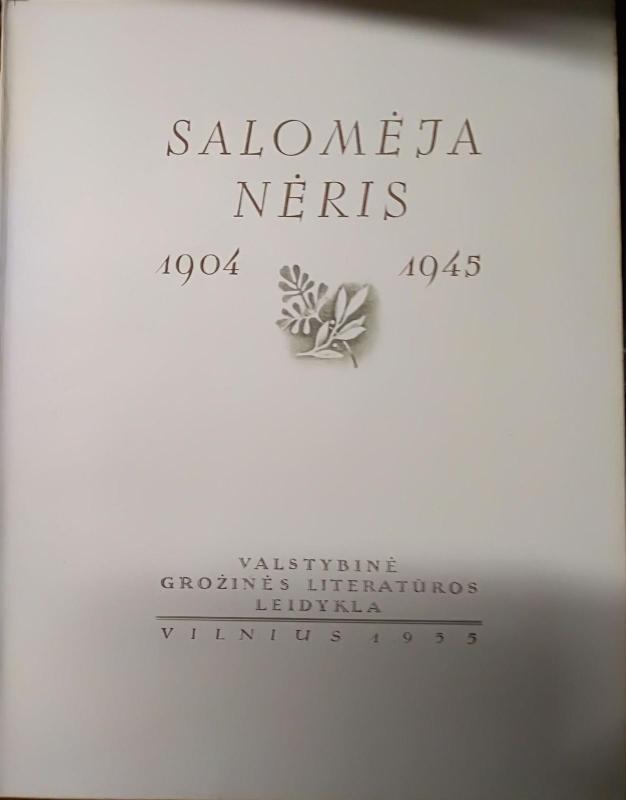 SALOMĖJA
NĖRIS
1904 1945
VALSTYBINĖ
GROŽINĖS LITERATŪROS
LEIDYKLA
VILNIUS 1955